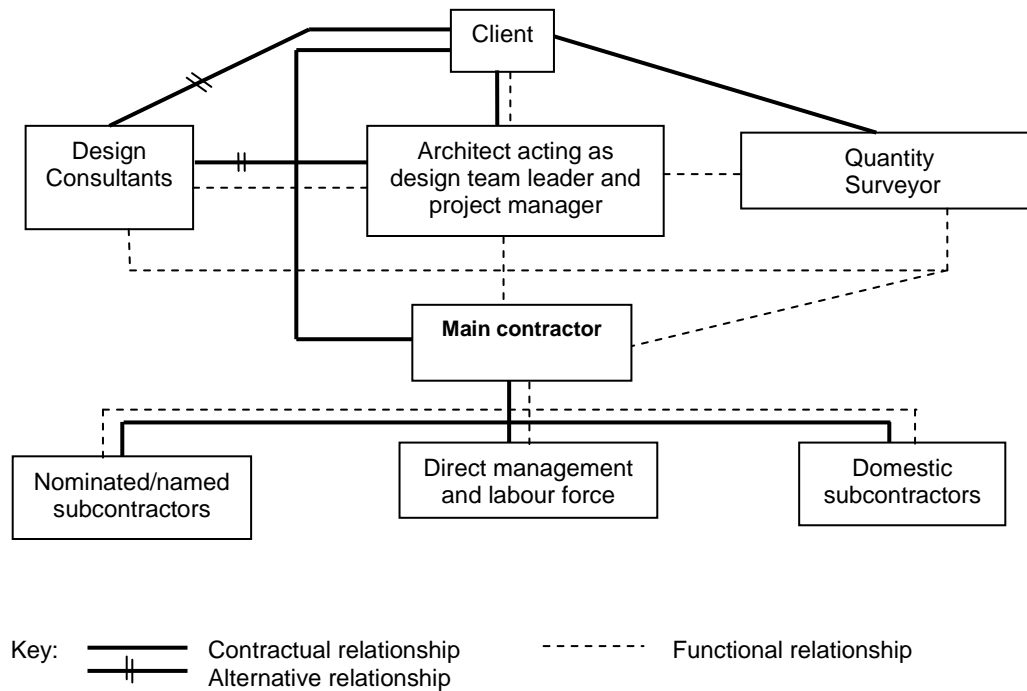 Client
Design
Consultants
Architect acting as
design team leader and
project manager
Quantity
Surveyor
Main contractor
Nominated/named
subcontractors
Direct management
and labour force
Domestic
subcontractors
Key:
Contractual relationship
Functional relationship
Alternative relationship